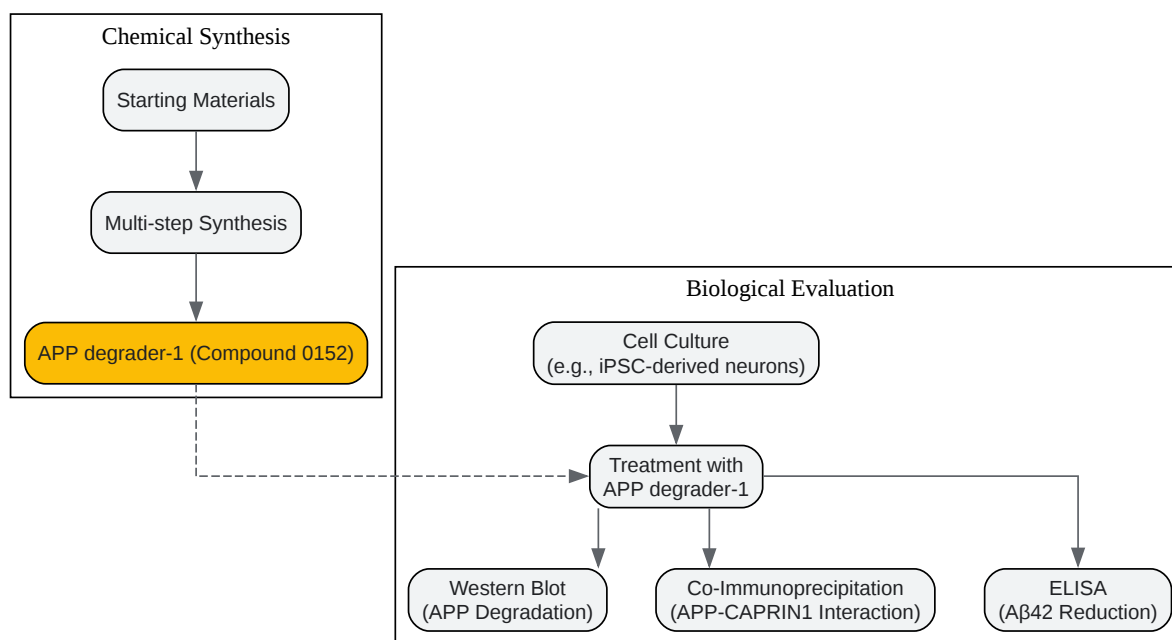 Chemical Synthesis
Starting Materials
Multi-step Synthesis
APP degrader-1 (Compound 0152)
Biological Evaluation
Cell Culture
(e.g., iPSC-derived neurons)
Treatment with
APP degrader-1
Western Blot
(APP Degradation)
Co-Immunoprecipitation
(APP-CAPRIN1 Interaction)
ELISA
(Aβ42 Reduction)